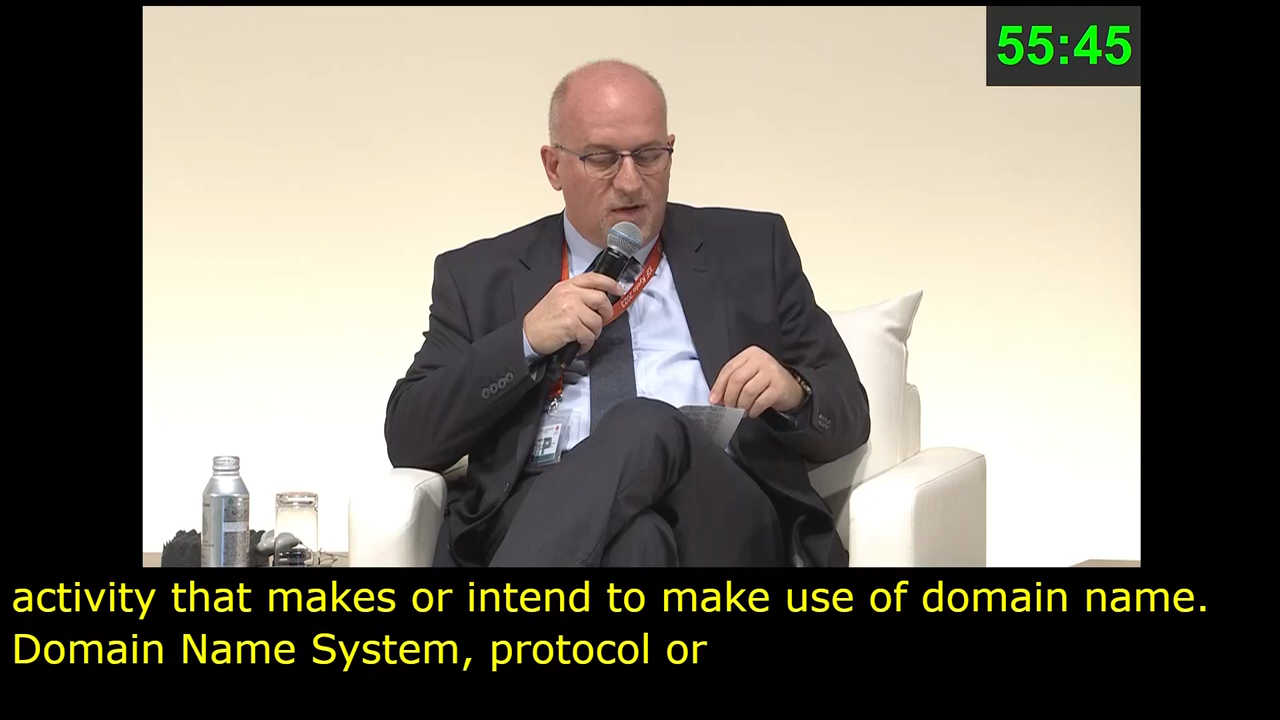 55:45
activity that makes or intend to make use of domain name.
Domain Name System, protocol or